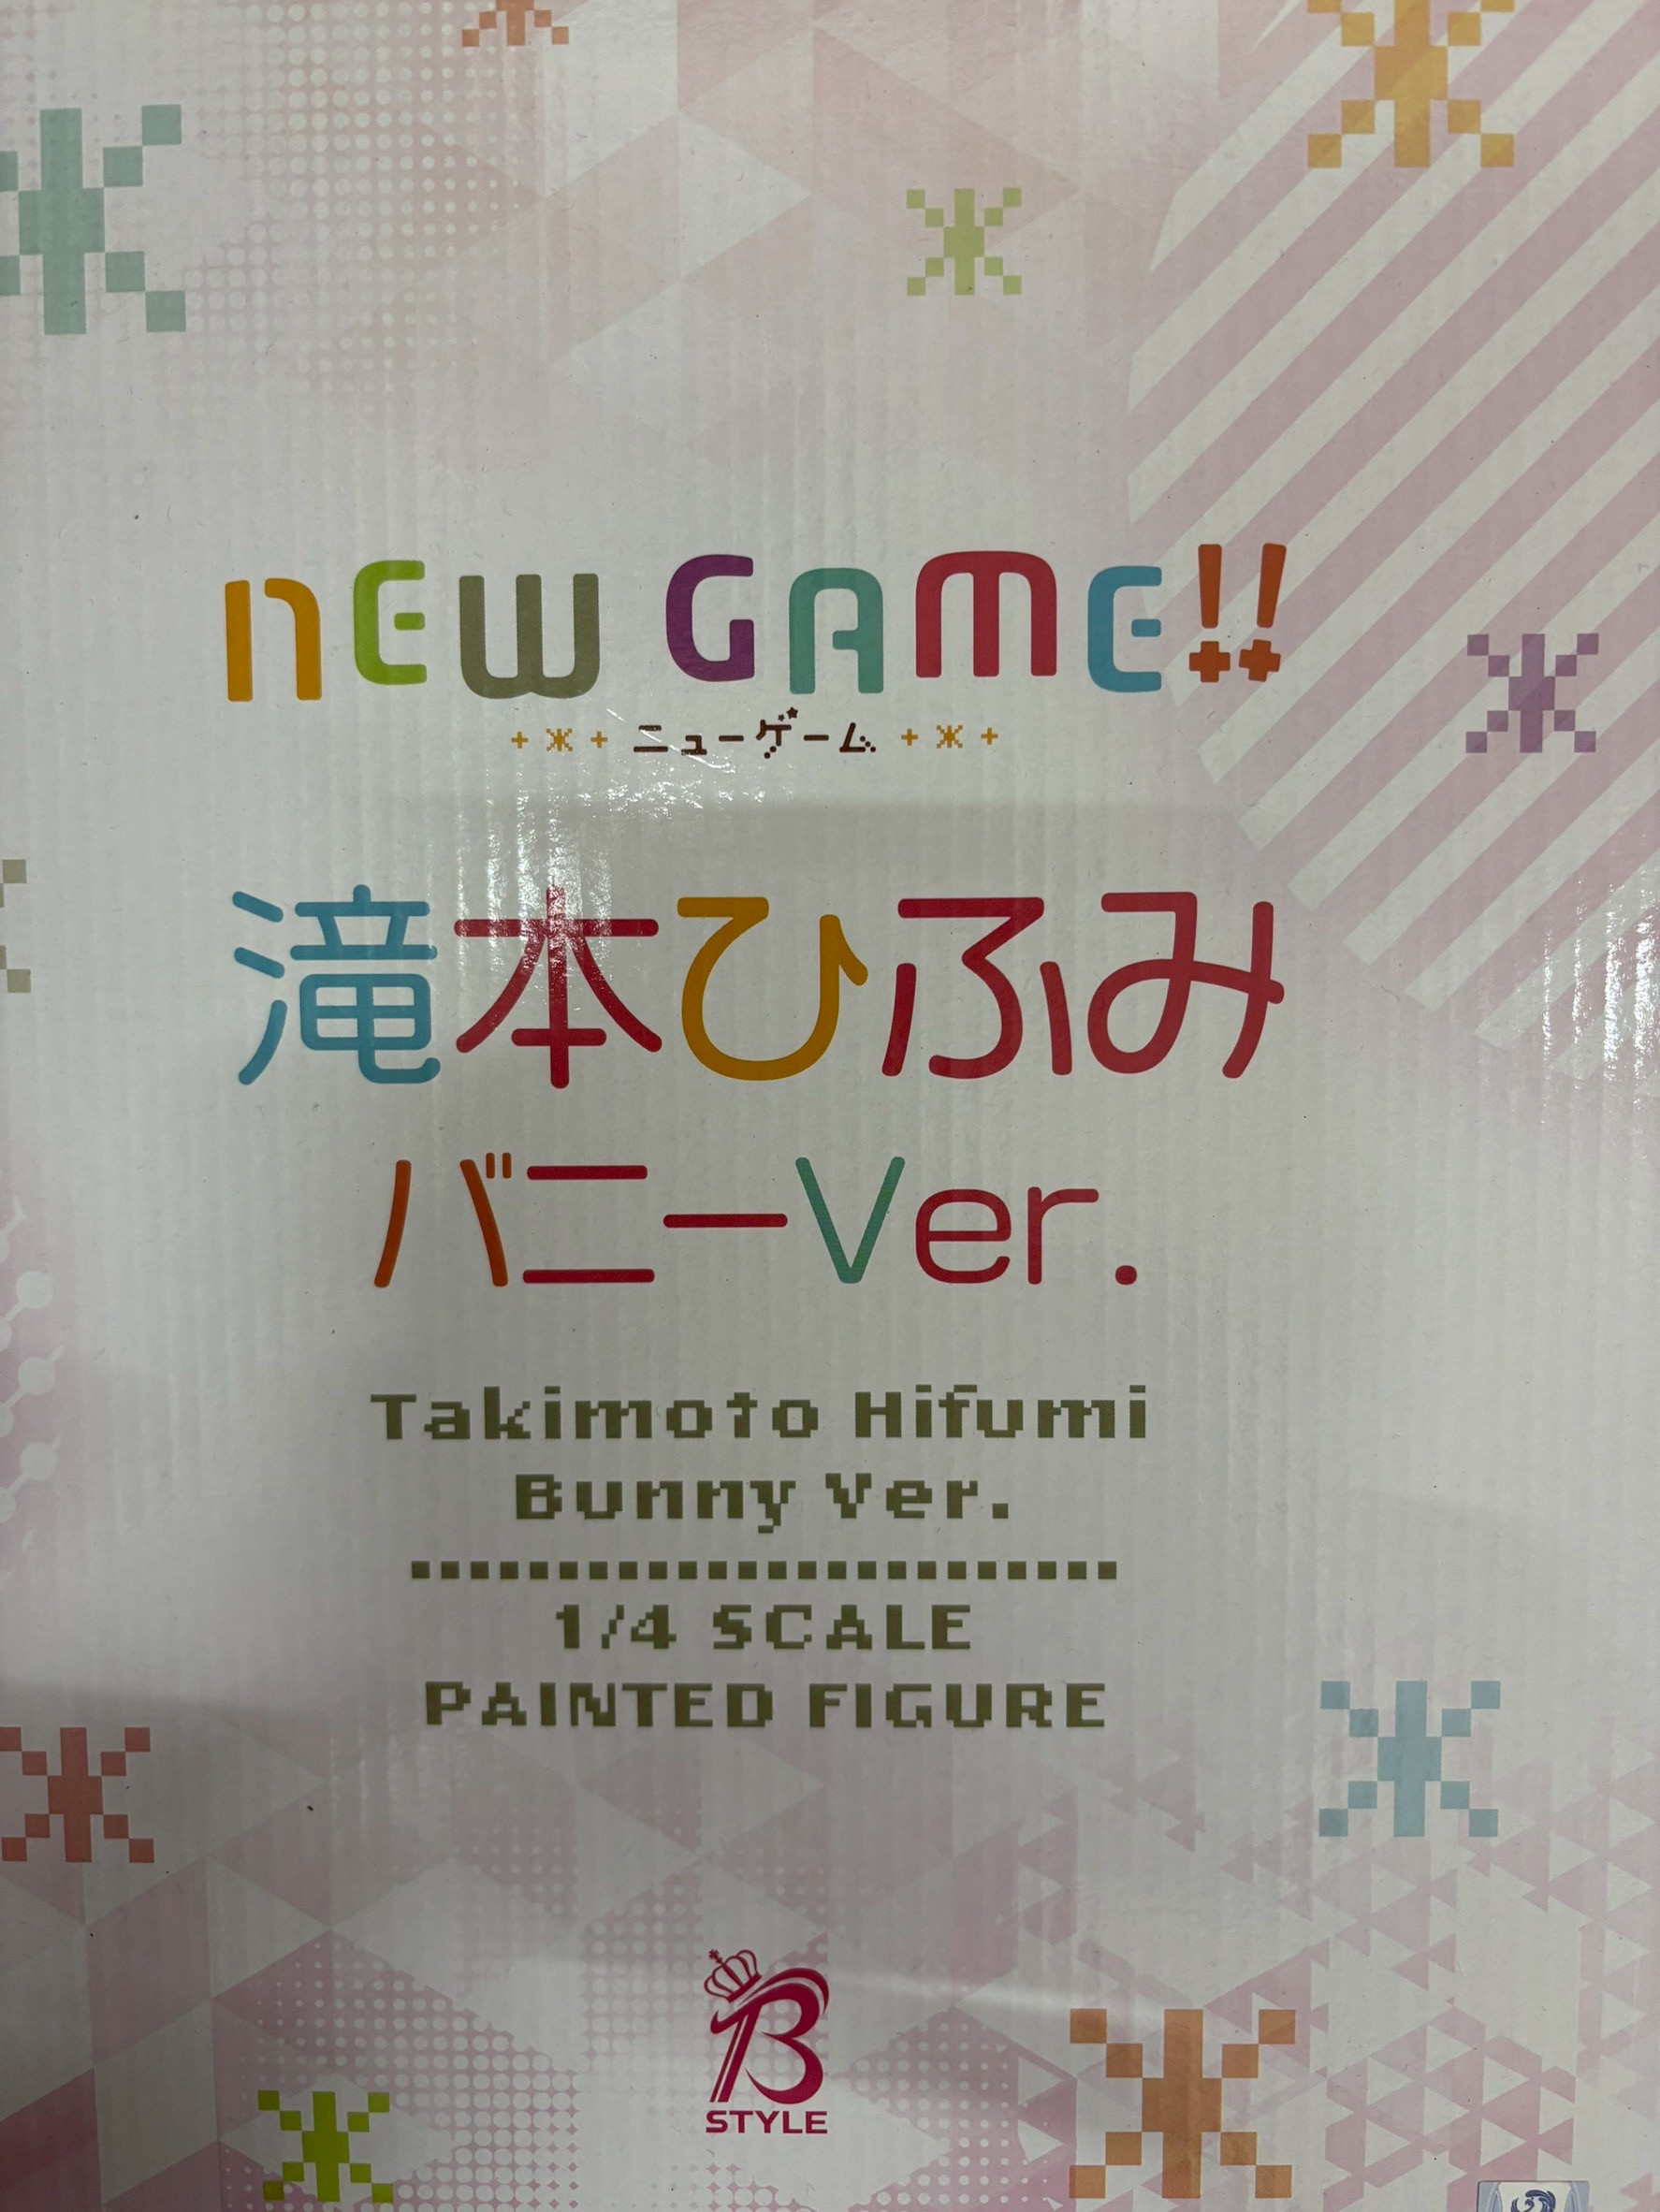 NEW GAME!!
ニューゲーム
滝本ひふみ
バニーVer.
Takimoto Hifumi
Bunny Ver.
1/4 SCALE
PAINTED FIGURE
B
STYLE